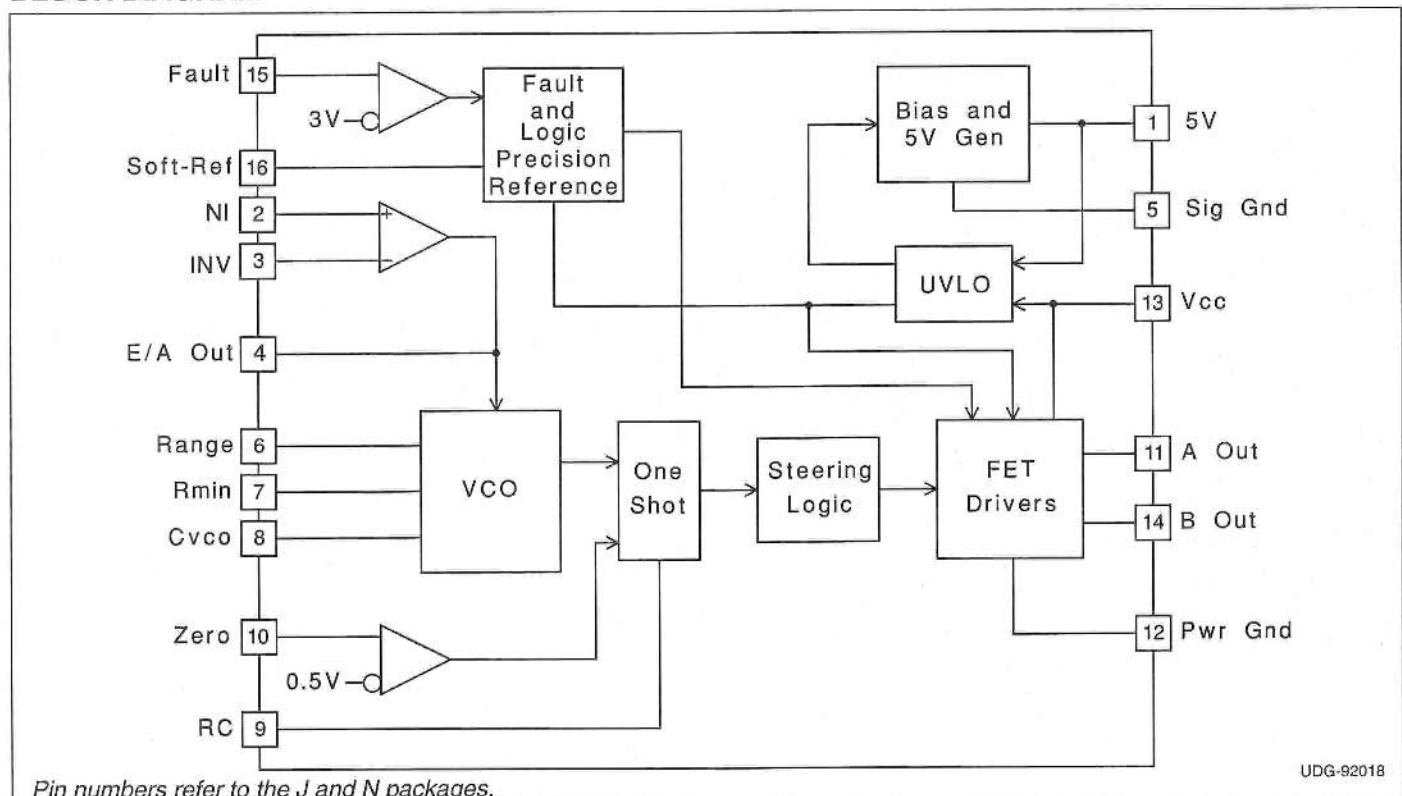 Fault 15
3V
Soft-Ref 16
NI 2
INV 3
E/A Out 4
Range 6
Rmin 7
Cvco 8
Zero 10
0.5V
RC 9
Fault
and
Logic
Precision
Reference
+
−
VCO
One
Shot
Steering
Logic
Bias and
5V Gen
UVLO
FET
Drivers
1 5V
5 Sig Gnd
13 Vcc
11 A Out
14 B Out
12 Pwr Gnd
UDG-92018
Pin numbers refer to the J and N packages.